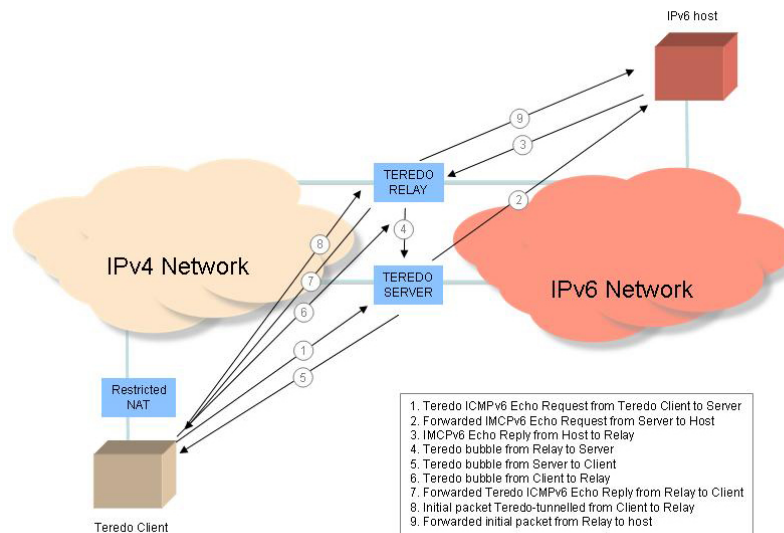 IPv6 host
9
3
TEREDO
RELAY
2
4
8
IPv4 Network
7
TEREDO
SERVER
IPv6 Network
6
1
5
Restricted
NAT
Teredo Client
1. Teredo ICMPv6 Echo Request from Teredo Client to Server
2. Forwarded IMCPv6 Echo Request from Server to Host
3. IMCPv6 Echo Reply from Host to Relay
4. Teredo bubble from Relay to Server
5. Teredo bubble from Server to Client
6. Teredo bubble from Client to Relay
7. Forwarded Teredo ICMPv6 Echo Reply from Relay to Client
8. Initial packet Teredo-tunnelled from Client to Relay
9. Forwarded initial packet from Relay to host